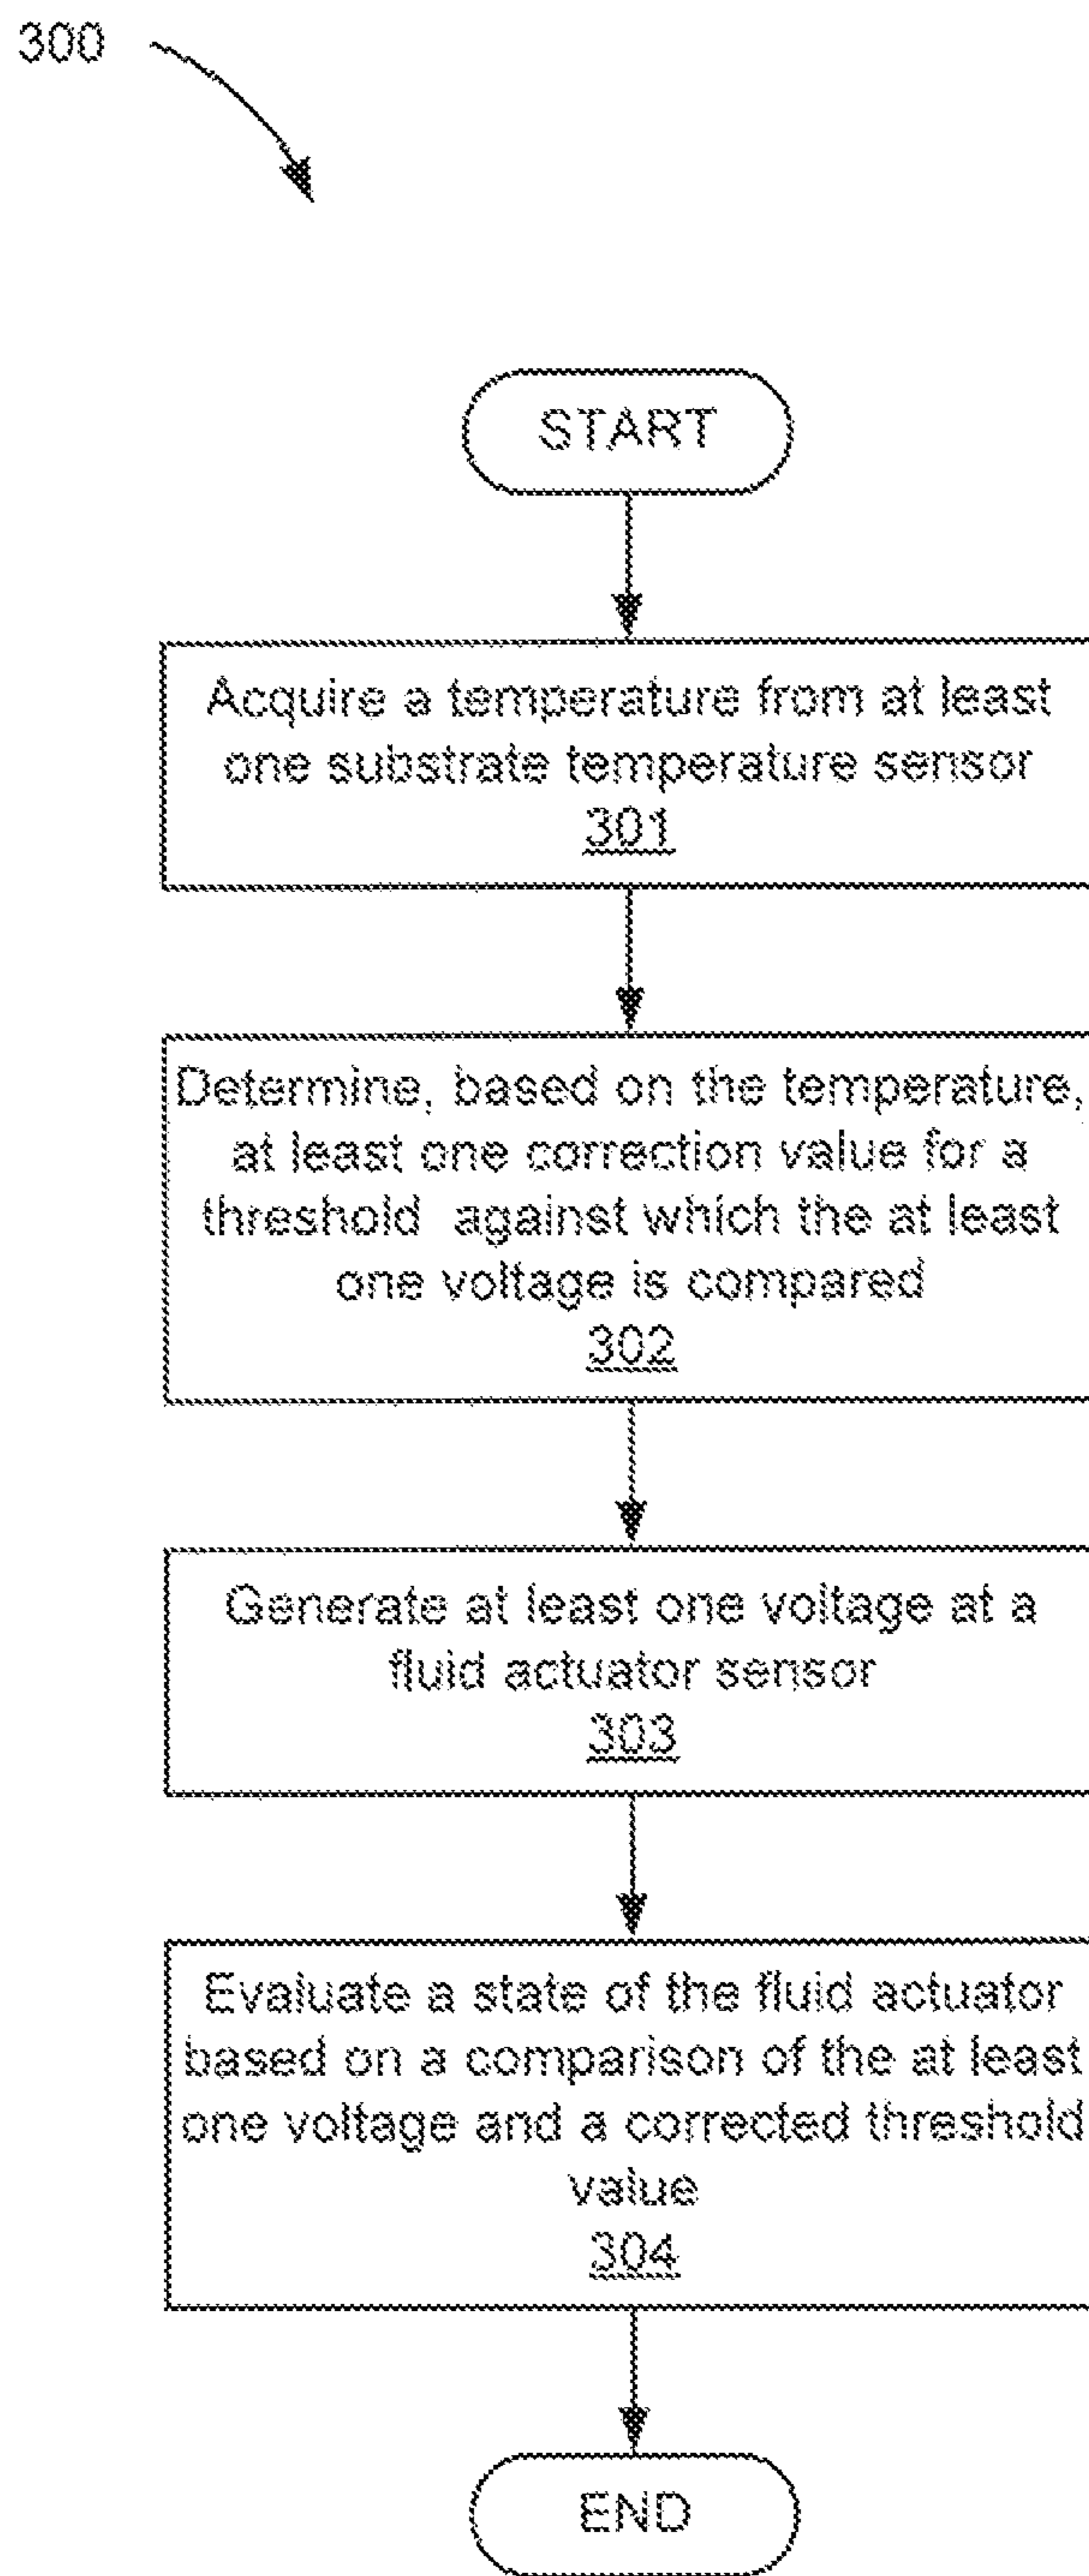 300
START
Acquire a temperature from at least
one substrate temperature sensor
301
Determine, based on the temperature,
at least one correction value for a
threshold against which the at least
one voltage is compared
302
Generate at least one voltage at a
fluid actuator sensor
303
Evaluate a state of the fluid actuator
based on a comparison of the at least
one voltage and a corrected threshold
value
304
END